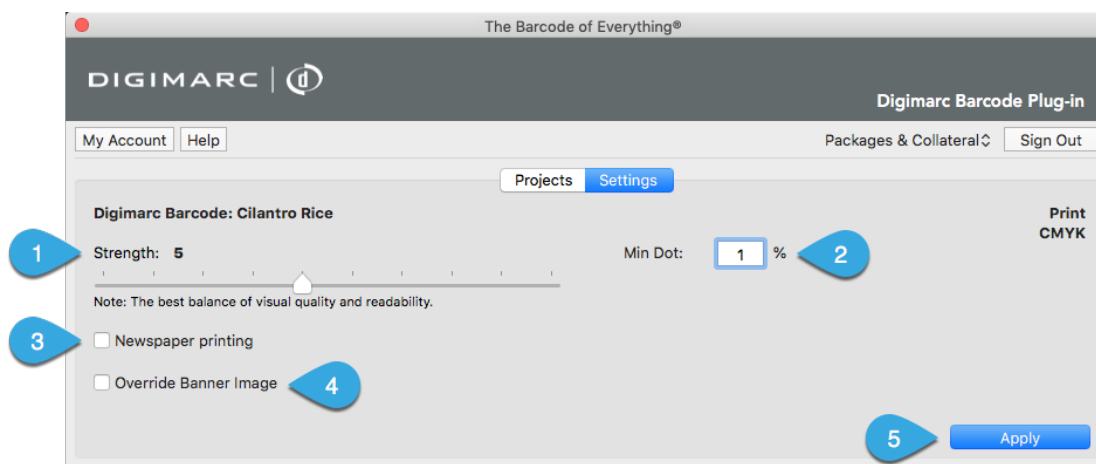 The Barcode of Everything®
DIGIMARC | d
Digimarc Barcode Plug-in
My Account Help Packages & Collateral Sign Out
Projects Settings
Digimarc Barcode: Cilantro Rice Print
CMYK
1 Strength: 5 Min Dot: 1 % 2
Note: The best balance of visual quality and readability.
3 Newspaper printing
Override Banner Image 4
5 Apply